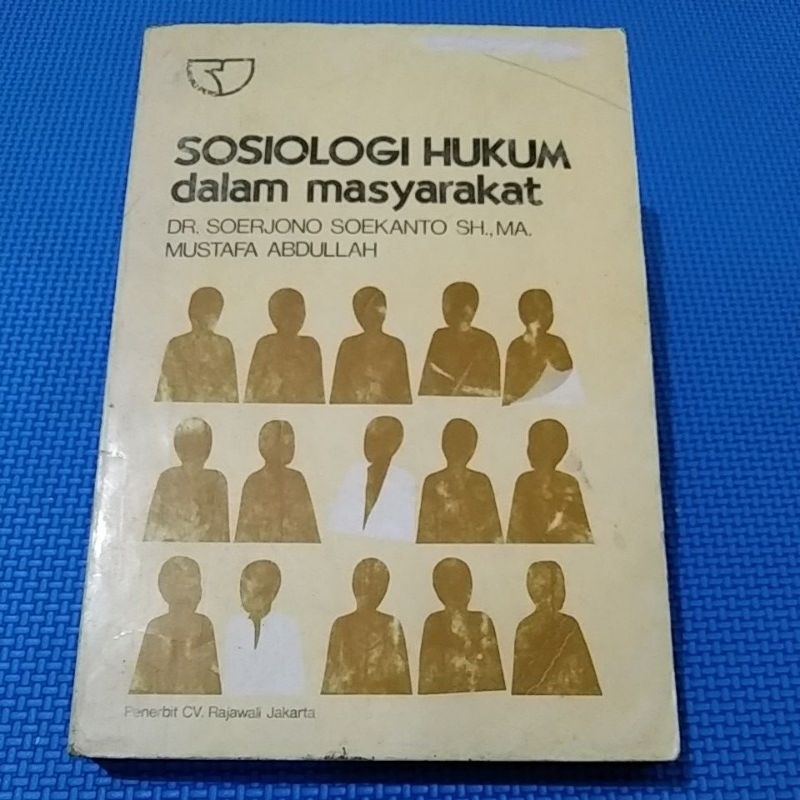 SOSIOLOGI HUKUM
dalam masyarakat
DR. SOERJONO SOEKANTO SH., MA.
MUSTAFA ABDULLAH
Penerbit CV. Rajawali Jakarta